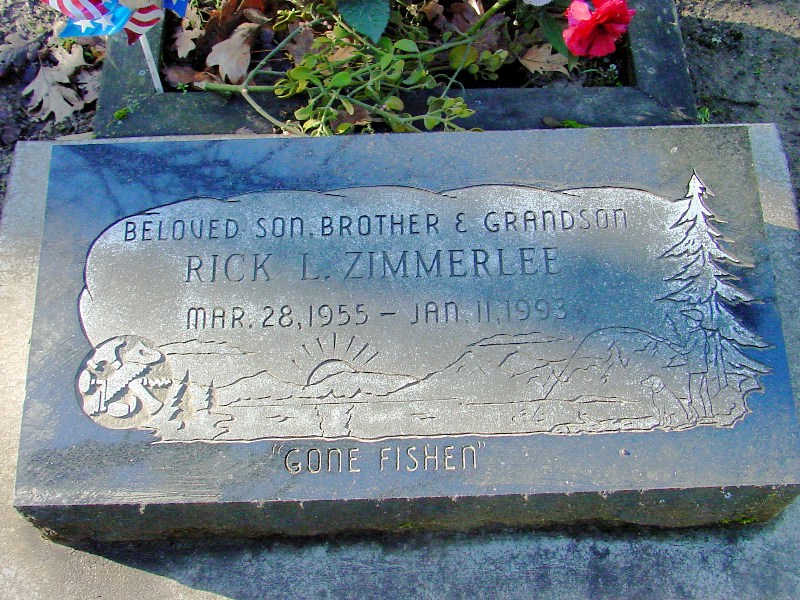 BELOVED SON, BROTHER & GRANDSON
RICK L. ZIMMERLEE
MAR. 28, 1955 – JAN. 11, 1993
"GONE FISHEN"